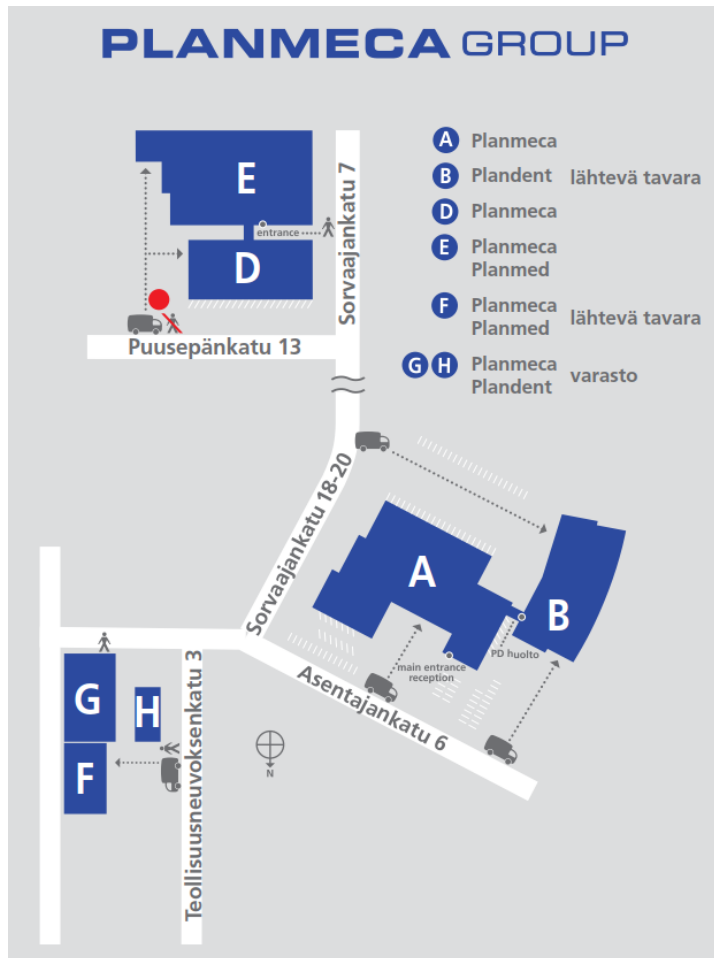 PLANMECA GROUP
A Planmeca
B Plandent lähtevä tavara
D Planmeca
E Planmeca
Planmed
F Planmeca
Planmed lähtevä tavara
G H Planmeca
Plandent varasto
E
entrance
D
Sorvaajankatu 7
Puusepänkatu 13
Sorvaajankatu 18-20
A
B
PD huolto
main entrance
reception
Asentajankatu 6
G
H
F
Teollisuusneuvoksenkatu 3
N